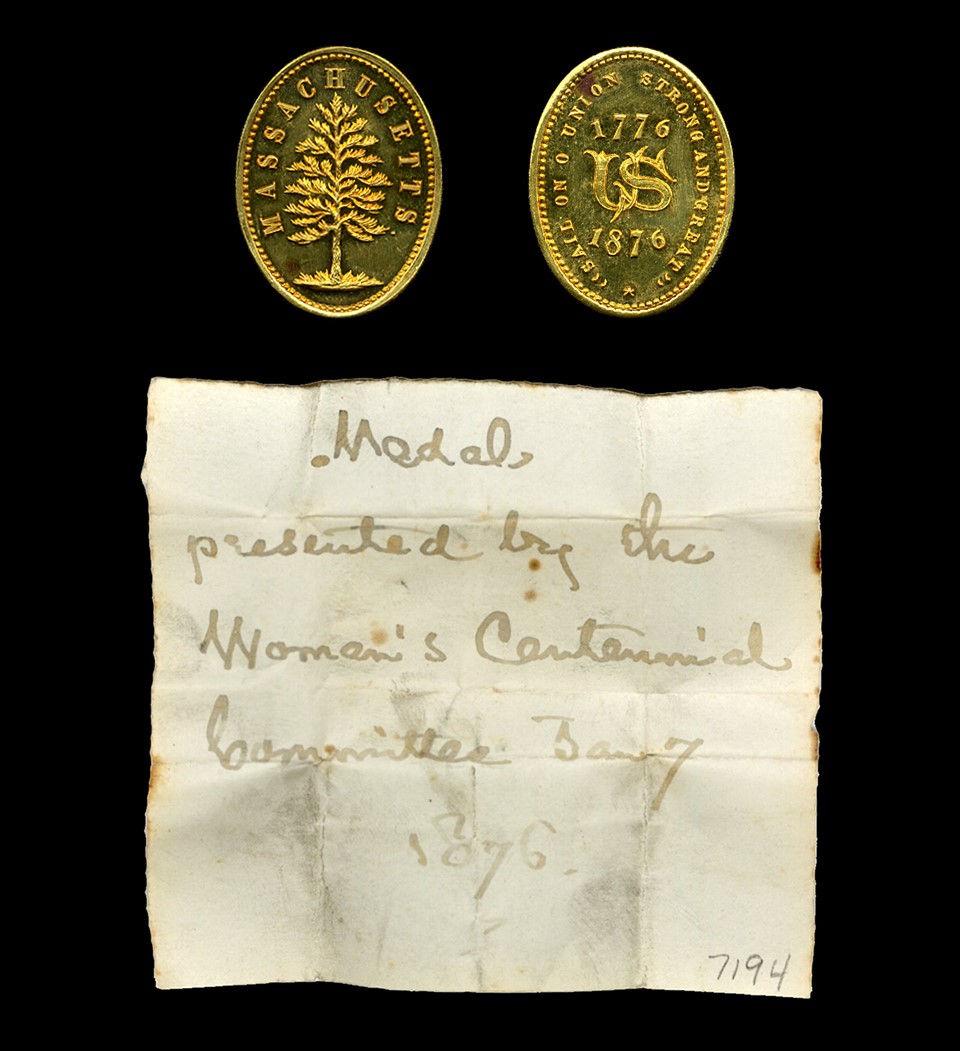 MASSACHUSETTS
"SAIL ON O UNION STRONG AND GREAT"
1776
US
1876
*
Medal
presented by the
Woman's Centennial
Committee Jan 7
1876.
7194